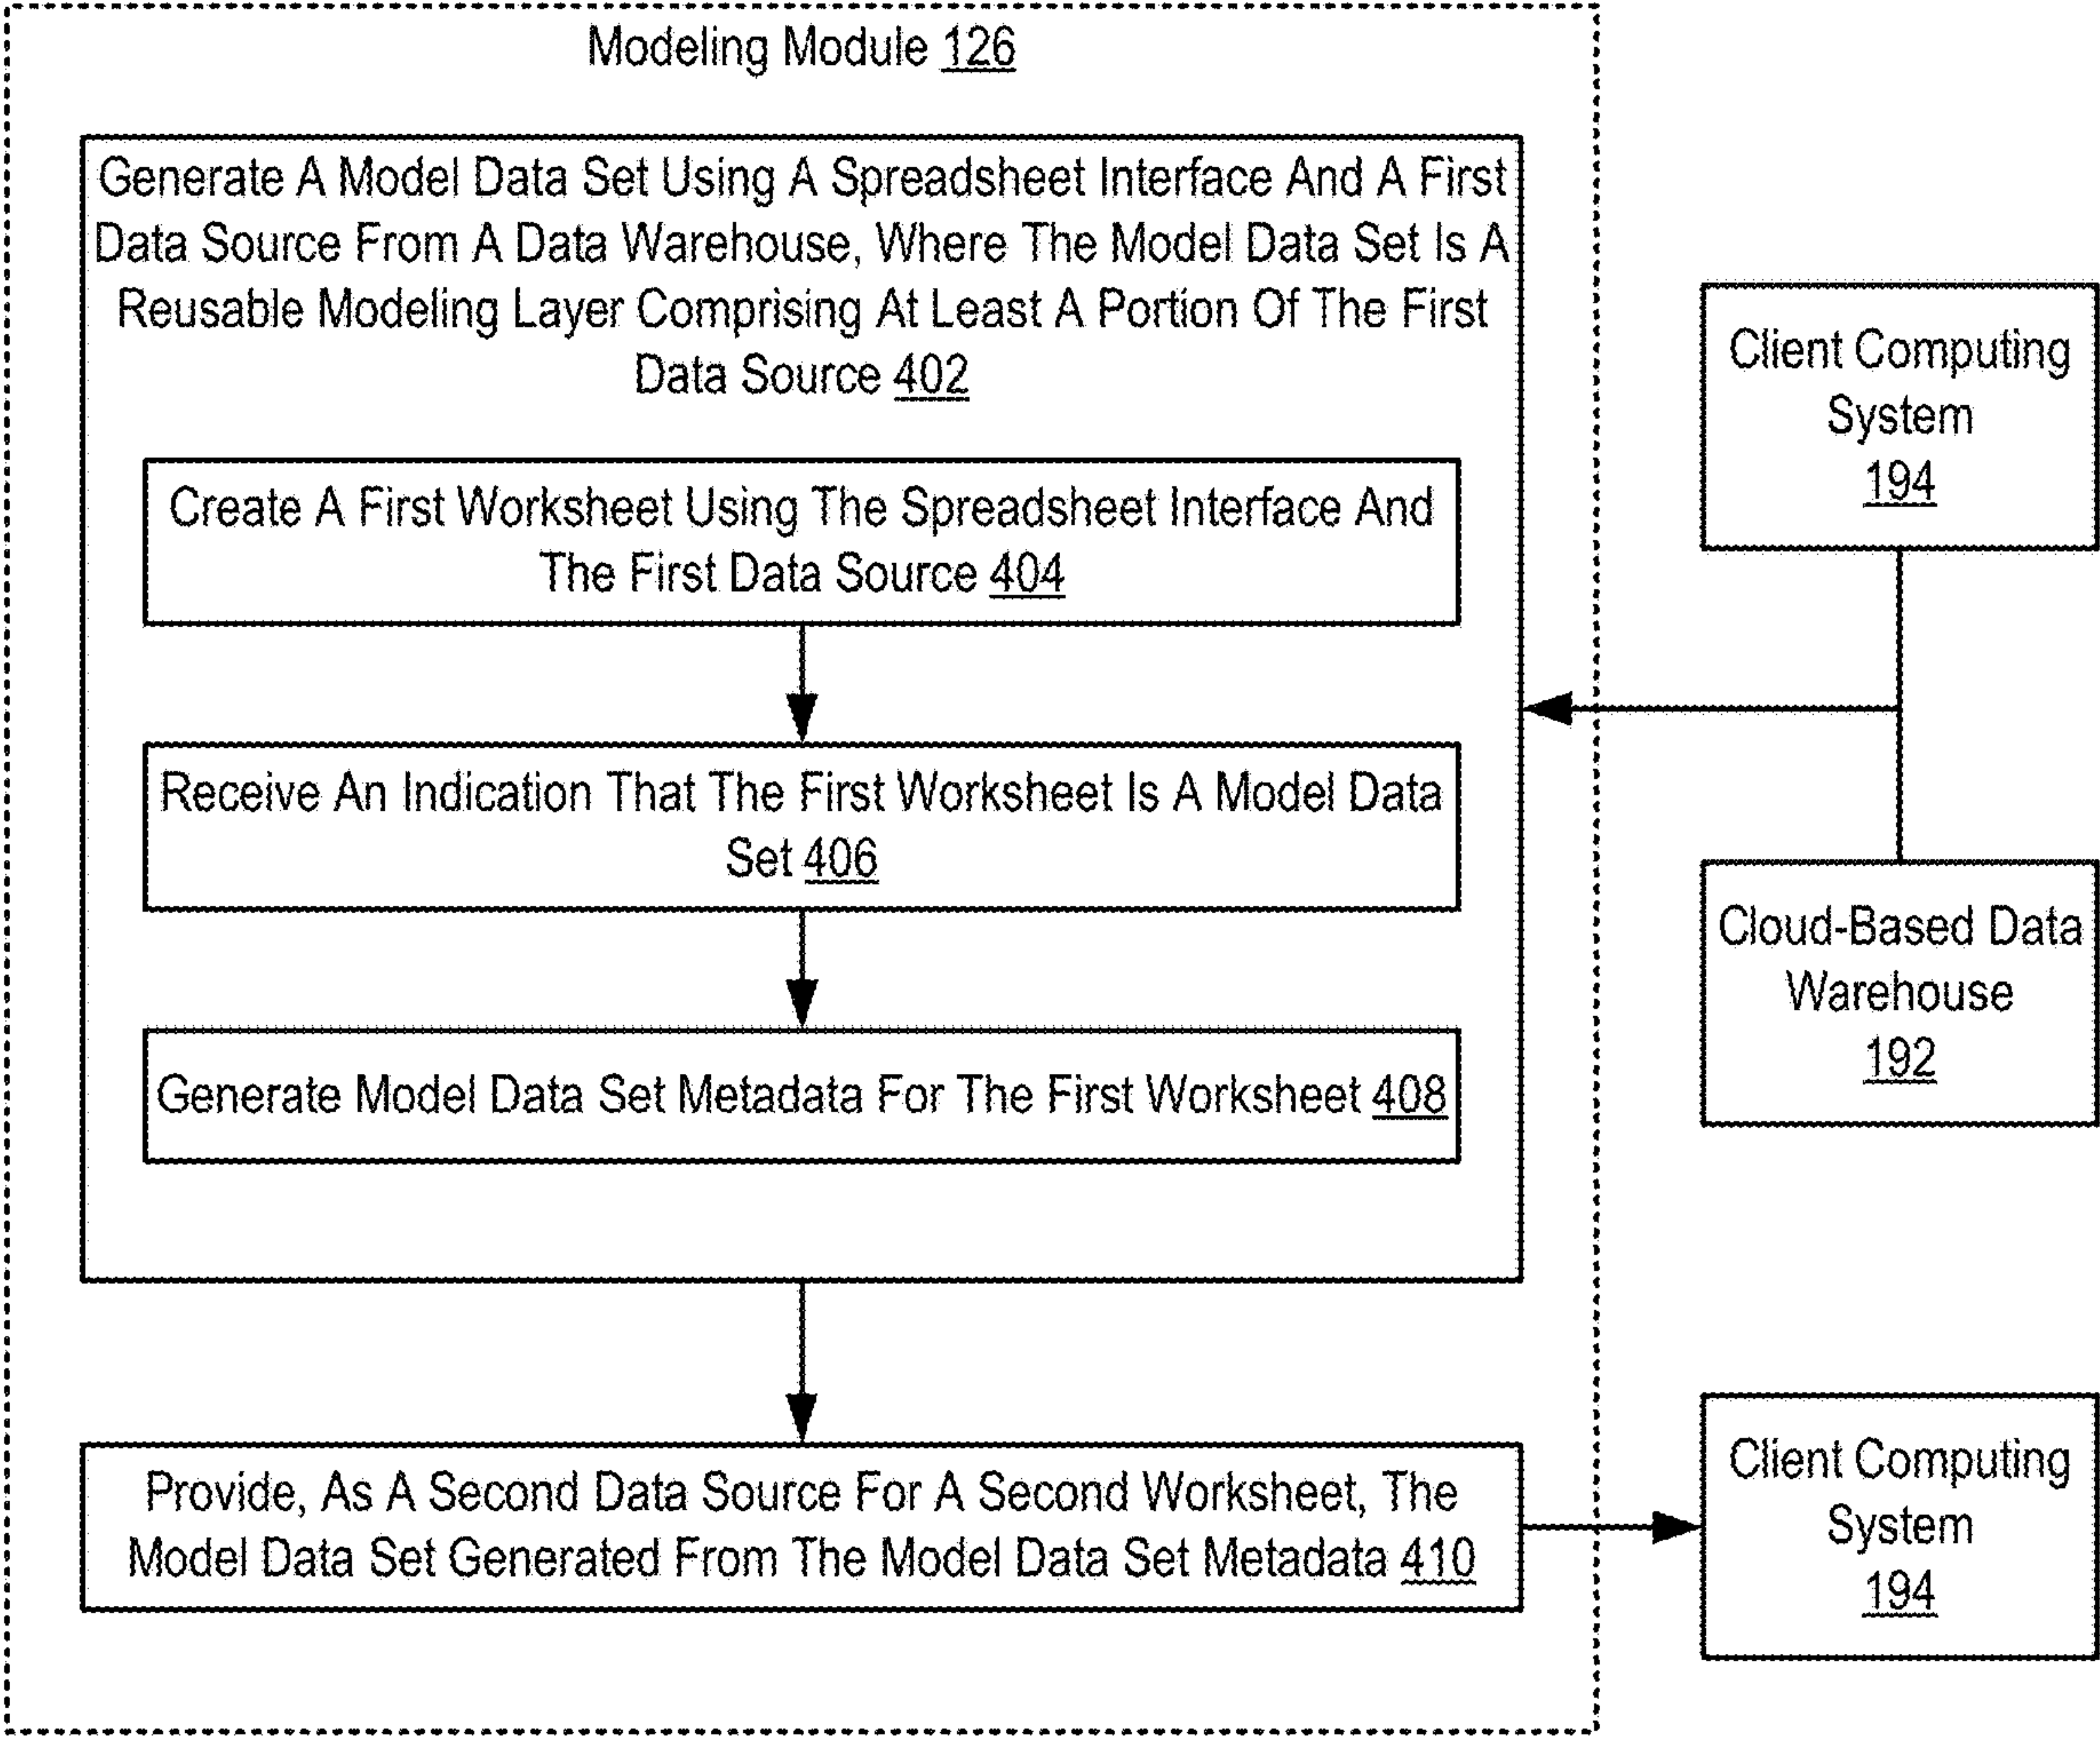 Modeling Module 126
Generate A Model Data Set Using A Spreadsheet Interface And A First
Data Source From A Data Warehouse, Where The Model Data Set Is A
Reusable Modeling Layer Comprising At Least A Portion Of The First
Data Source 402
Create A First Worksheet Using The Spreadsheet Interface And
The First Data Source 404
Receive An Indication That The First Worksheet Is A Model Data
Set 406
Generate Model Data Set Metadata For The First Worksheet 408
Provide, As A Second Data Source For A Second Worksheet, The
Model Data Set Generated From The Model Data Set Metadata 410
Client Computing
System
194
Cloud-Based Data
Warehouse
192
Client Computing
System
194